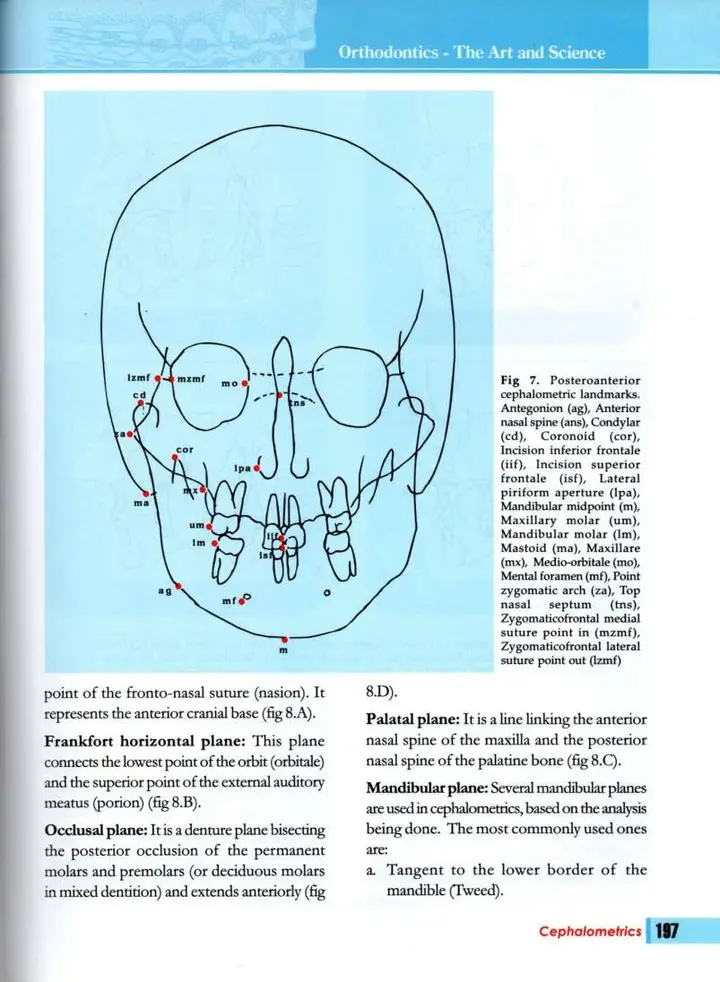 Orthodontics - The Art and Science
lzmf
mzmf
mo
cd
tns
za
cor
lpa
mx
ma
um
iif
lm
isf
ag
mf
m
Fig 7. Posteroanterior
cephalometric landmarks.
Antegonion (ag), Anterior
nasal spine (ans), Condylar
(cd), Coronoid (cor),
Incision inferior frontale
(iif), Incision superior
frontale (isf), Lateral
piriform aperture (lpa),
Mandibular midpoint (m),
Maxillary molar (um),
Mandibular molar (lm),
Mastoid (ma), Maxillare
(mx), Medio-orbitale (mo),
Mental foramen (mf), Point
zygomatic arch (za), Top
nasal septum (tns),
Zygomaticofrontal medial
suture point in (mzmf),
Zygomaticofrontal lateral
suture point out (lzmf)
point of the fronto-nasal suture (nasion). It
represents the anterior cranial base (fig 8.A).
Frankfort horizontal plane: This plane
connects the lowest point of the orbit (orbitale)
and the superior point of the external auditory
meatus (porion) (fig 8.B).
Occlusal plane: It is a denture plane bisecting
the posterior occlusion of the permanent
molars and premolars (or deciduous molars
in mixed dentition) and extends anteriorly (fig
8.D).
Palatal plane: It is a line linking the anterior
nasal spine of the maxilla and the posterior
nasal spine of the palatine bone (fig 8.C).
Mandibular plane: Several mandibular planes
are used in cephalometrics, based on the analysis
being done. The most commonly used ones
are:
a. Tangent to the lower border of the
mandible (Tweed).
Cephalometrics 197